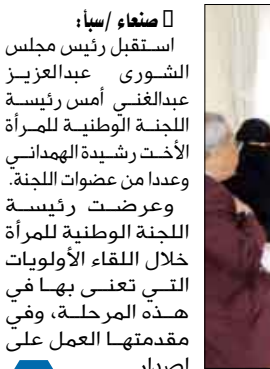 صنعاء /سبأ:
استقبل رئيس مجلس
الشورى عبدالعزيز
عبدالغني أمس رئيسة
اللجنة الوطنية للمرأة
الأخت رشيدة الهمداني
وعددا من عضوات اللجنة.
وعرضت رئيسة
اللجنة الوطنية للمرأة
خلال اللقاء الأولويات
التي تعنى بها في
هذه المرحلة، وفي
مقدمتها العمل على